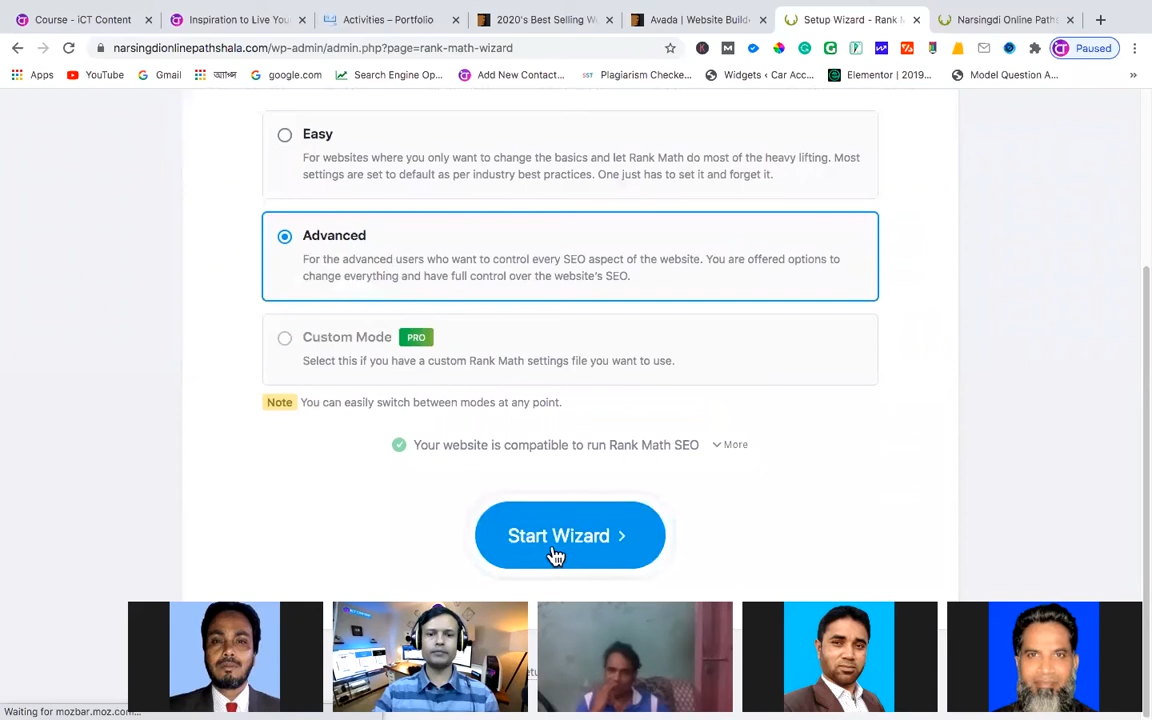 Course - iCT Content
Inspiration to Live You
Activities – Portfolio
2020's Best Selling W
Avada | Website Build
Setup Wizard - Rank M
Narsingdi Online Path
narsingdionlinepathshala.com/wp-admin/admin.php?page=rank-math-wizard
Paused
Apps
YouTube
Gmail
google.com
Search Engine Op...
Add New Contact...
SST
Plagiarism Checke...
Widgets ‹ Car Acc...
Elementor | 2019...
Model Question A...
»
Easy
For websites where you only want to change the basics and let Rank Math do most of the heavy lifting. Most
settings are set to default as per industry best practices. One just has to set it and forget it.
Advanced
For the advanced users who want to control every SEO aspect of the website. You are offered options to
change everything and have full control over the website's SEO.
Custom Mode PRO
Select this if you have a custom Rank Math settings file you want to use.
Note You can easily switch between modes at any point.
Your website is compatible to run Rank Math SEO More
Start Wizard
Waiting for mozbar.moz.com...